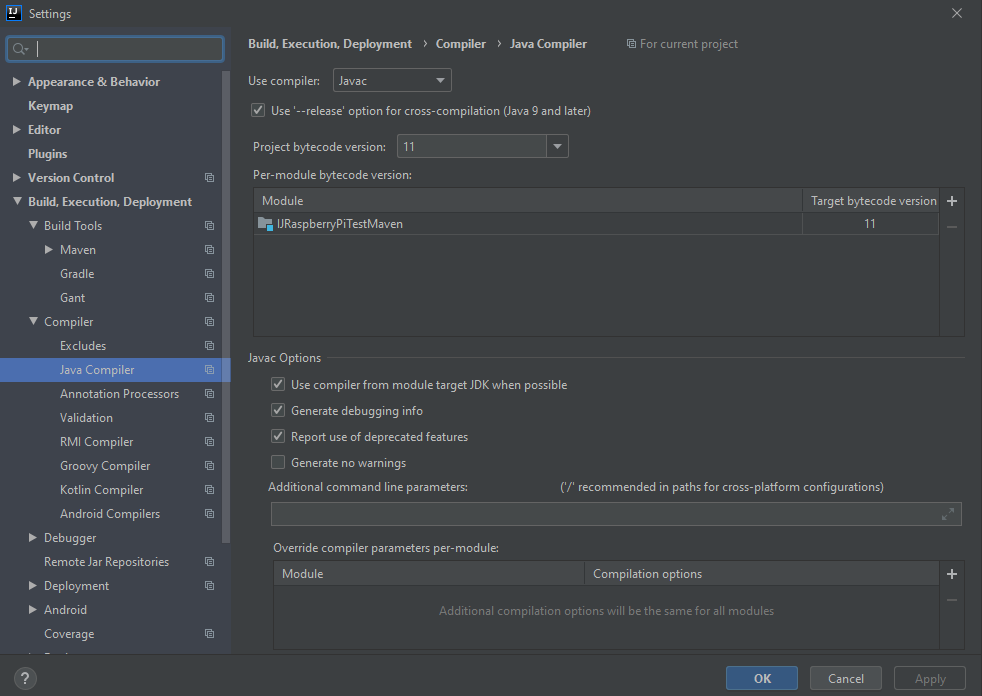 IJ Settings
Build, Execution, Deployment › Compiler › Java Compiler For current project
Appearance & Behavior
Keymap
Editor
Plugins
Version Control
Build, Execution, Deployment
Build Tools
Maven
Gradle
Gant
Compiler
Excludes
Java Compiler
Annotation Processors
Validation
RMI Compiler
Groovy Compiler
Kotlin Compiler
Android Compilers
Debugger
Remote Jar Repositories
Deployment
Android
Coverage
Use compiler: Javac
Use '--release' option for cross-compilation (Java 9 and later)
Project bytecode version: 11
Per-module bytecode version:
Module Target bytecode version
IJRaspberryPiTestMaven 11
Javac Options
Use compiler from module target JDK when possible
Generate debugging info
Report use of deprecated features
Generate no warnings
Additional command line parameters: ('/' recommended in paths for cross-platform configurations)
Override compiler parameters per-module:
Module Compilation options
Additional compilation options will be the same for all modules
? OK Cancel Apply